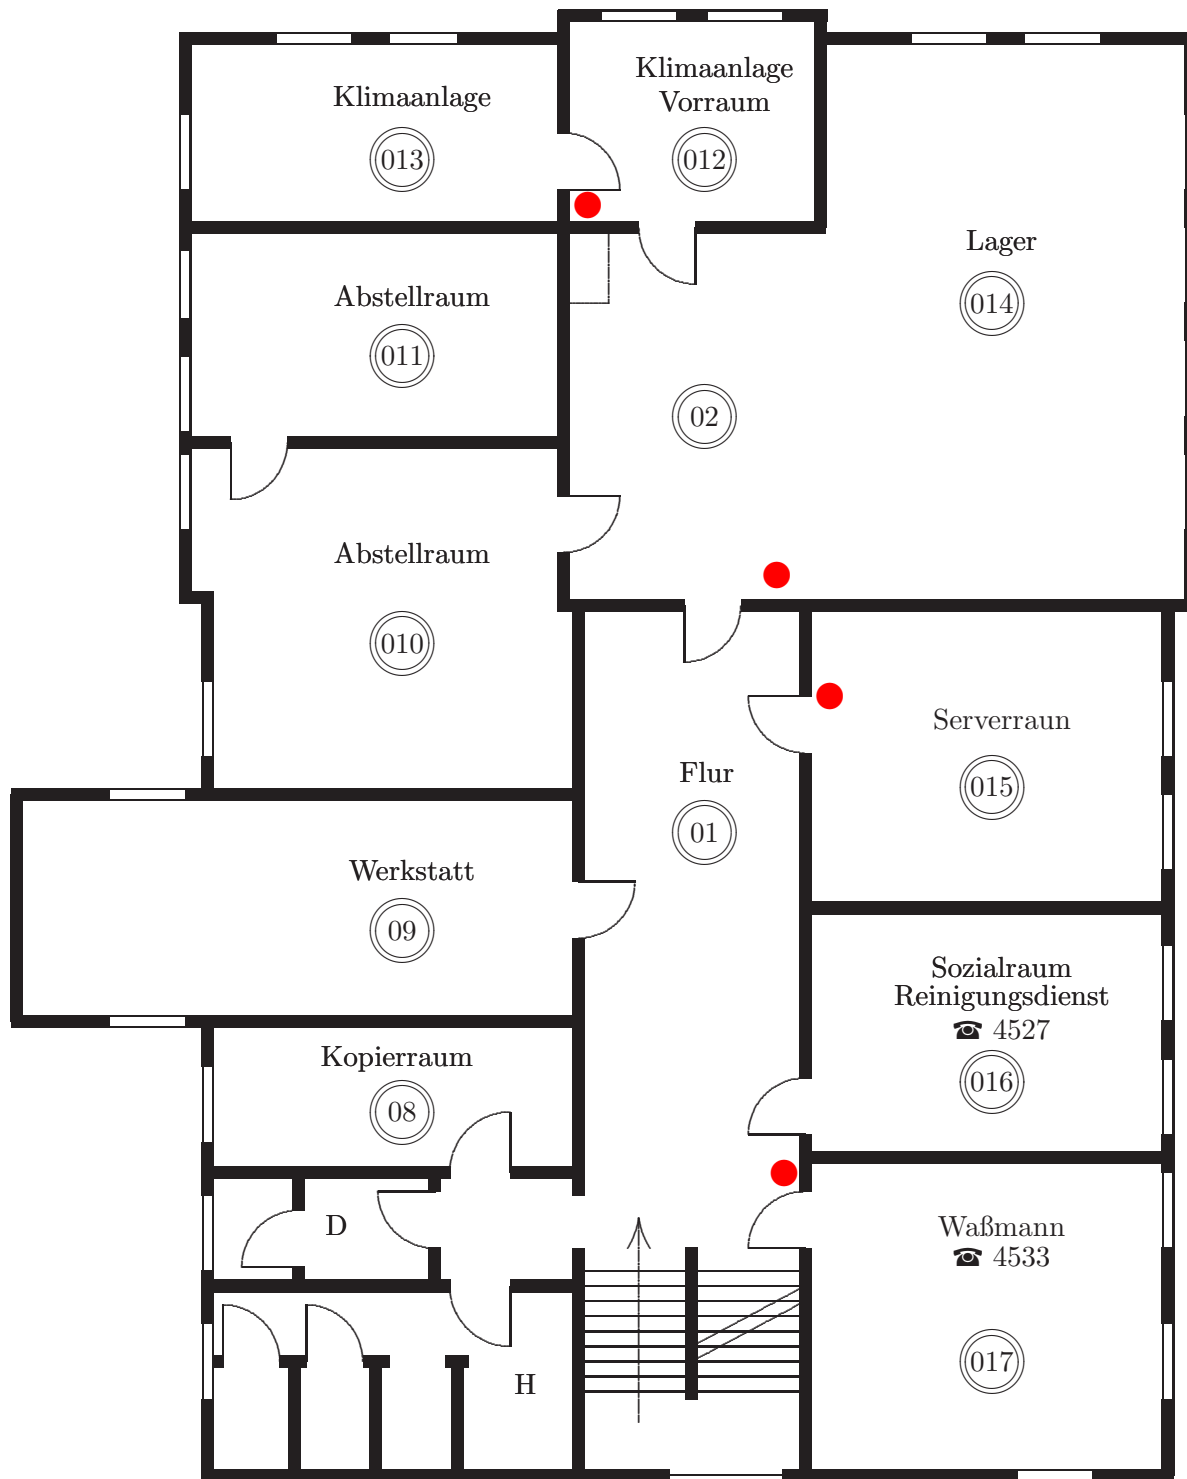 Klimaanlage
013
Klimaanlage
Vorraum
012
Lager
014
Abstellraum
011
02
Abstellraum
010
Serverraun
015
Flur
01
Werkstatt
09
Sozialraum
Reinigungsdienst
☎ 4527
016
Kopierraum
08
D
Waßmann
☎ 4533
017
H